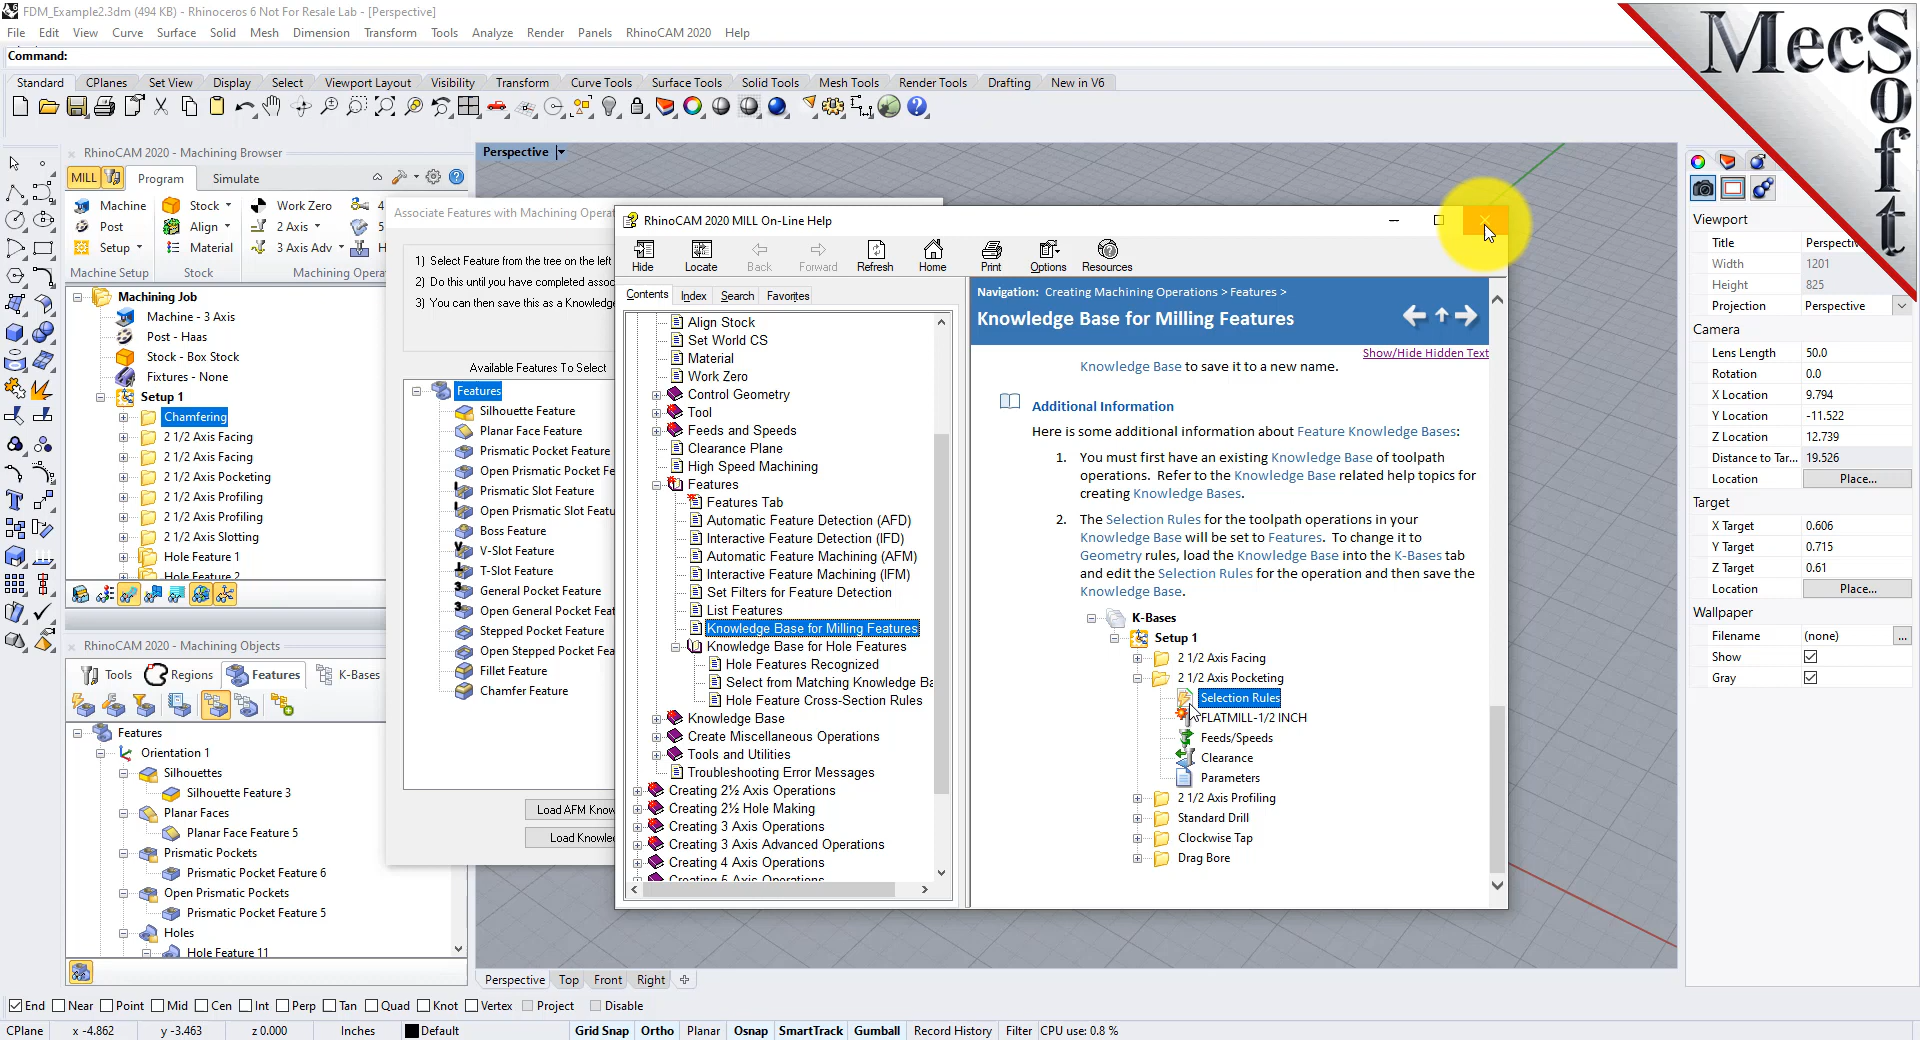 FDM_Example2.3dm (494 KB) - Rhinoceros 6 Not For Resale Lab - [Perspective]
File Edit View Curve Surface Solid Mesh Dimension Transform Tools Analyze Render Panels RhinoCAM 2020 Help
Command:
Standard CPlanes Set View Display Select Viewport Layout Visibility Transform Curve Tools Surface Tools Solid Tools Mesh Tools Render Tools Drafting New in V6
MecSoft
RhinoCAM 2020 - Machining Browser
MILL Program Simulate
Machine Stock Work Zero 4
Post Align 2 Axis 5
Setup Material 3 Axis Adv H
Machine Setup Stock Machining Opera
Machining Job
Machine - 3 Axis
Post - Haas
Stock - Box Stock
Fixtures - None
Setup 1
Chamfering
2 1/2 Axis Facing
2 1/2 Axis Facing
2 1/2 Axis Pocketing
2 1/2 Axis Profiling
2 1/2 Axis Profiling
2 1/2 Axis Slotting
Hole Feature 1
Hole Feature 2
RhinoCAM 2020 - Machining Objects
Tools Regions Features K-Bases
Features
Orientation 1
Silhouettes
Silhouette Feature 3
Planar Faces
Planar Face Feature 5
Prismatic Pockets
Prismatic Pocket Feature 6
Open Prismatic Pockets
Prismatic Pocket Feature 5
Holes
Hole Feature 11
Perspective
Associate Features with Machining Operat
1) Select Feature from the tree on the left
2) Do this until you have completed assoc
3) You can then save this as a Knowledg
Available Features To Select
Features
Silhouette Feature
Planar Face Feature
Prismatic Pocket Feature
Open Prismatic Pocket Fe
Prismatic Slot Feature
Open Prismatic Slot Featu
Boss Feature
V-Slot Feature
T-Slot Feature
General Pocket Feature
Open General Pocket Feat
Stepped Pocket Feature
Open Stepped Pocket Fea
Fillet Feature
Chamfer Feature
Load AFM Know
Load Knowlec
RhinoCAM 2020 MILL On-Line Help
Hide Locate Back Forward Refresh Home Print Options Resources
Contents Index Search Favorites
Align Stock
Set World CS
Material
Work Zero
Control Geometry
Tool
Feeds and Speeds
Clearance Plane
High Speed Machining
Features
Features Tab
Automatic Feature Detection (AFD)
Interactive Feature Detection (IFD)
Automatic Feature Machining (AFM)
Interactive Feature Machining (IFM)
Set Filters for Feature Detection
List Features
Knowledge Base for Milling Features
Knowledge Base for Hole Features
Hole Features Recognized
Select from Matching Knowledge Ba
Hole Feature Cross-Section Rules
Knowledge Base
Create Miscellaneous Operations
Tools and Utilities
Troubleshooting Error Messages
Creating 2½ Axis Operations
Creating 2½ Hole Making
Creating 3 Axis Operations
Creating 3 Axis Advanced Operations
Creating 4 Axis Operations
Creating 5 Axis Operations
Navigation: Creating Machining Operations > Features >
Knowledge Base for Milling Features
Show/Hide Hidden Text
Knowledge Base to save it to a new name.
Additional Information
Here is some additional information about Feature Knowledge Bases:
1. You must first have an existing Knowledge Base of toolpath
operations. Refer to the Knowledge Base related help topics for
creating Knowledge Bases.
2. The Selection Rules for the toolpath operations in your
Knowledge Base will be set to Features. To change it to
Geometry rules, load the Knowledge Base into the K-Bases tab
and edit the Selection Rules for the operation and then save the
Knowledge Base.
K-Bases
Setup 1
2 1/2 Axis Facing
2 1/2 Axis Pocketing
Selection Rules
FLATMILL-1/2 INCH
Feeds/Speeds
Clearance
Parameters
2 1/2 Axis Profiling
Standard Drill
Clockwise Tap
Drag Bore
Viewport
Title Perspective
Width 1201
Height 825
Projection Perspective
Camera
Lens Length 50.0
Rotation 0.0
X Location 9.794
Y Location -11.522
Z Location 12.739
Distance to Tar... 19.526
Location Place...
Target
X Target 0.606
Y Target 0.715
Z Target 0.61
Location Place...
Wallpaper
Filename (none) ...
Show
Gray
Perspective Top Front Right
End Near Point Mid Cen Int Perp Tan Quad Knot Vertex Project Disable
CPlane x -4.862 y -3.463 z 0.000 Inches Default Grid Snap Ortho Planar Osnap SmartTrack Gumball Record History Filter CPU use: 0.8 %